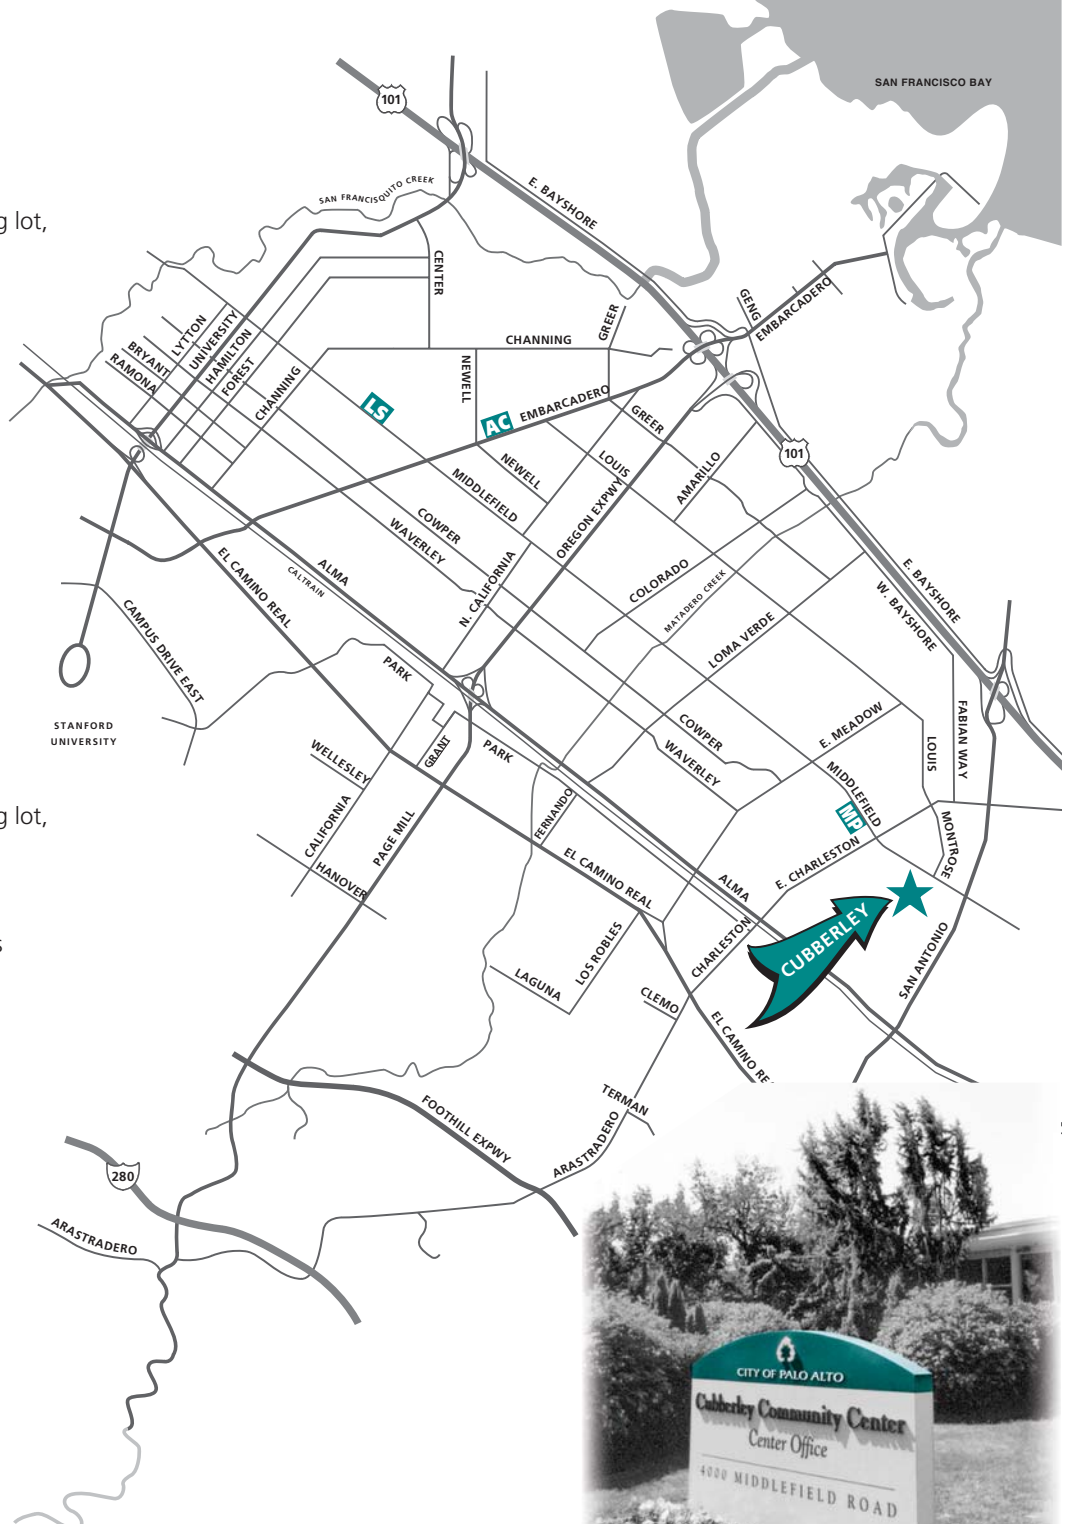 SAN FRANCISCO BAY
101
E. BAYSHORE
SAN FRANCISQUITO CREEK
g lot,
CENTER
GENG
EMBARCADERO
GREER
CHANNING
LYTTON
UNIVERSITY
HAMILTON
FOREST
BRYANT
RAMONA
CHANNING
NEWELL
LS
AC
EMBARCADERO
GREER
LOUIS
NEWELL
AMARILLO
101
MIDDLEFIELD
COWPER
WAVERLEY
OREGON EXPWY
EL CAMINO REAL
ALMA
CALTRAIN
N. CALIFORNIA
COLORADO
MATADERO CREEK
LOMA VERDE
E. BAYSHORE
W. BAYSHORE
CAMPUS DRIVE EAST
PARK
STANFORD
UNIVERSITY
WELLESLEY
GRANT
PARK
COWPER
WAVERLEY
E. MEADOW
LOUIS
FABIAN WAY
MIDDLEFIELD
MP
CALIFORNIA
PAGE MILL
FERNANDO
E. CHARLESTON
MONTROSE
g lot,
HANOVER
EL CAMINO REAL
ALMA
CUBBERLEY
s
LAGUNA
LOS ROBLES
CHARLESTON
SAN ANTONIO
CLEMO
EL CAMINO RE
TERMAN
FOOTHILL EXPWY
ARASTRADERO
280
ARASTRADERO
CITY OF PALO ALTO
Cubberley Community Center
Center Office
4000 MIDDLEFIELD ROAD